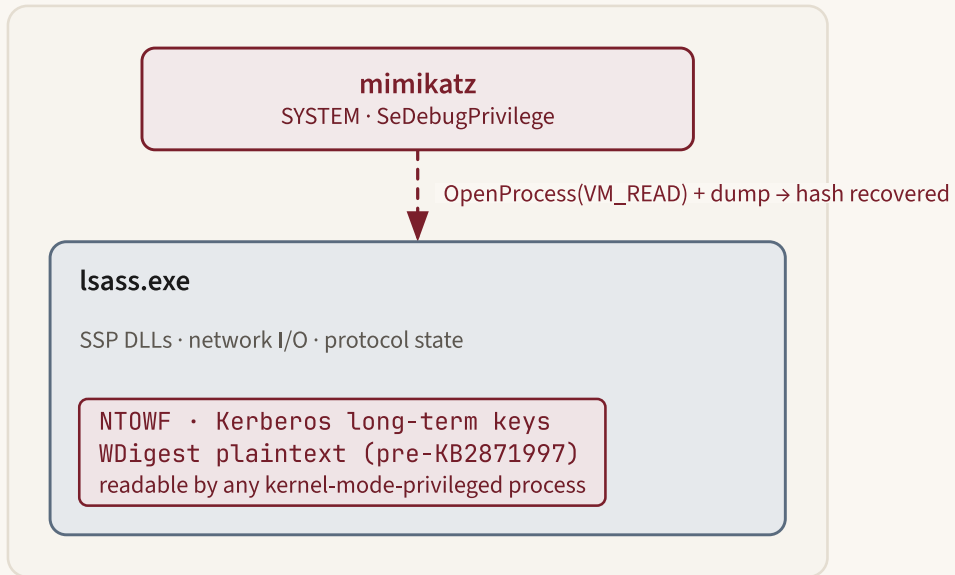 mimikatz
SYSTEM · SeDebugPrivilege
OpenProcess(VM_READ) + dump → hash recovered
lsass.exe
SSP DLLs · network I/O · protocol state
NTOWF · Kerberos long-term keys
WDigest plaintext (pre-KB2871997)
readable by any kernel-mode-privileged process